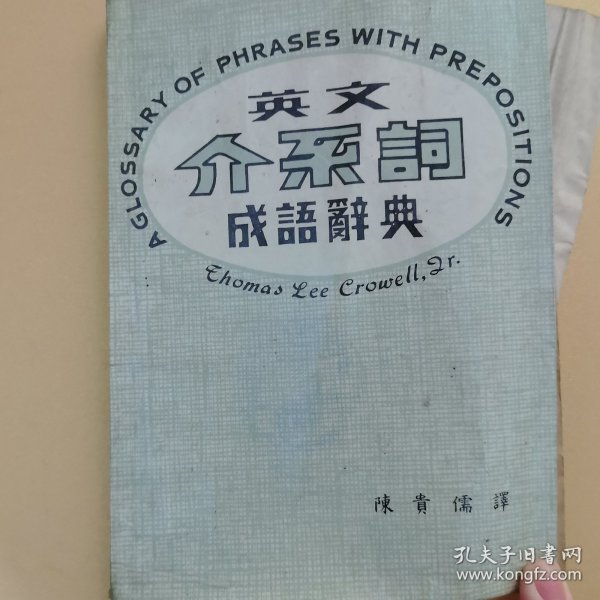 A GLOSSARY OF PHRASES WITH PREPOSITIONS
英文
介系詞
成語辭典
Thomas Lee Crowell, Jr.
陳貴儒譯
孔夫子旧书网
www.kongfz.com